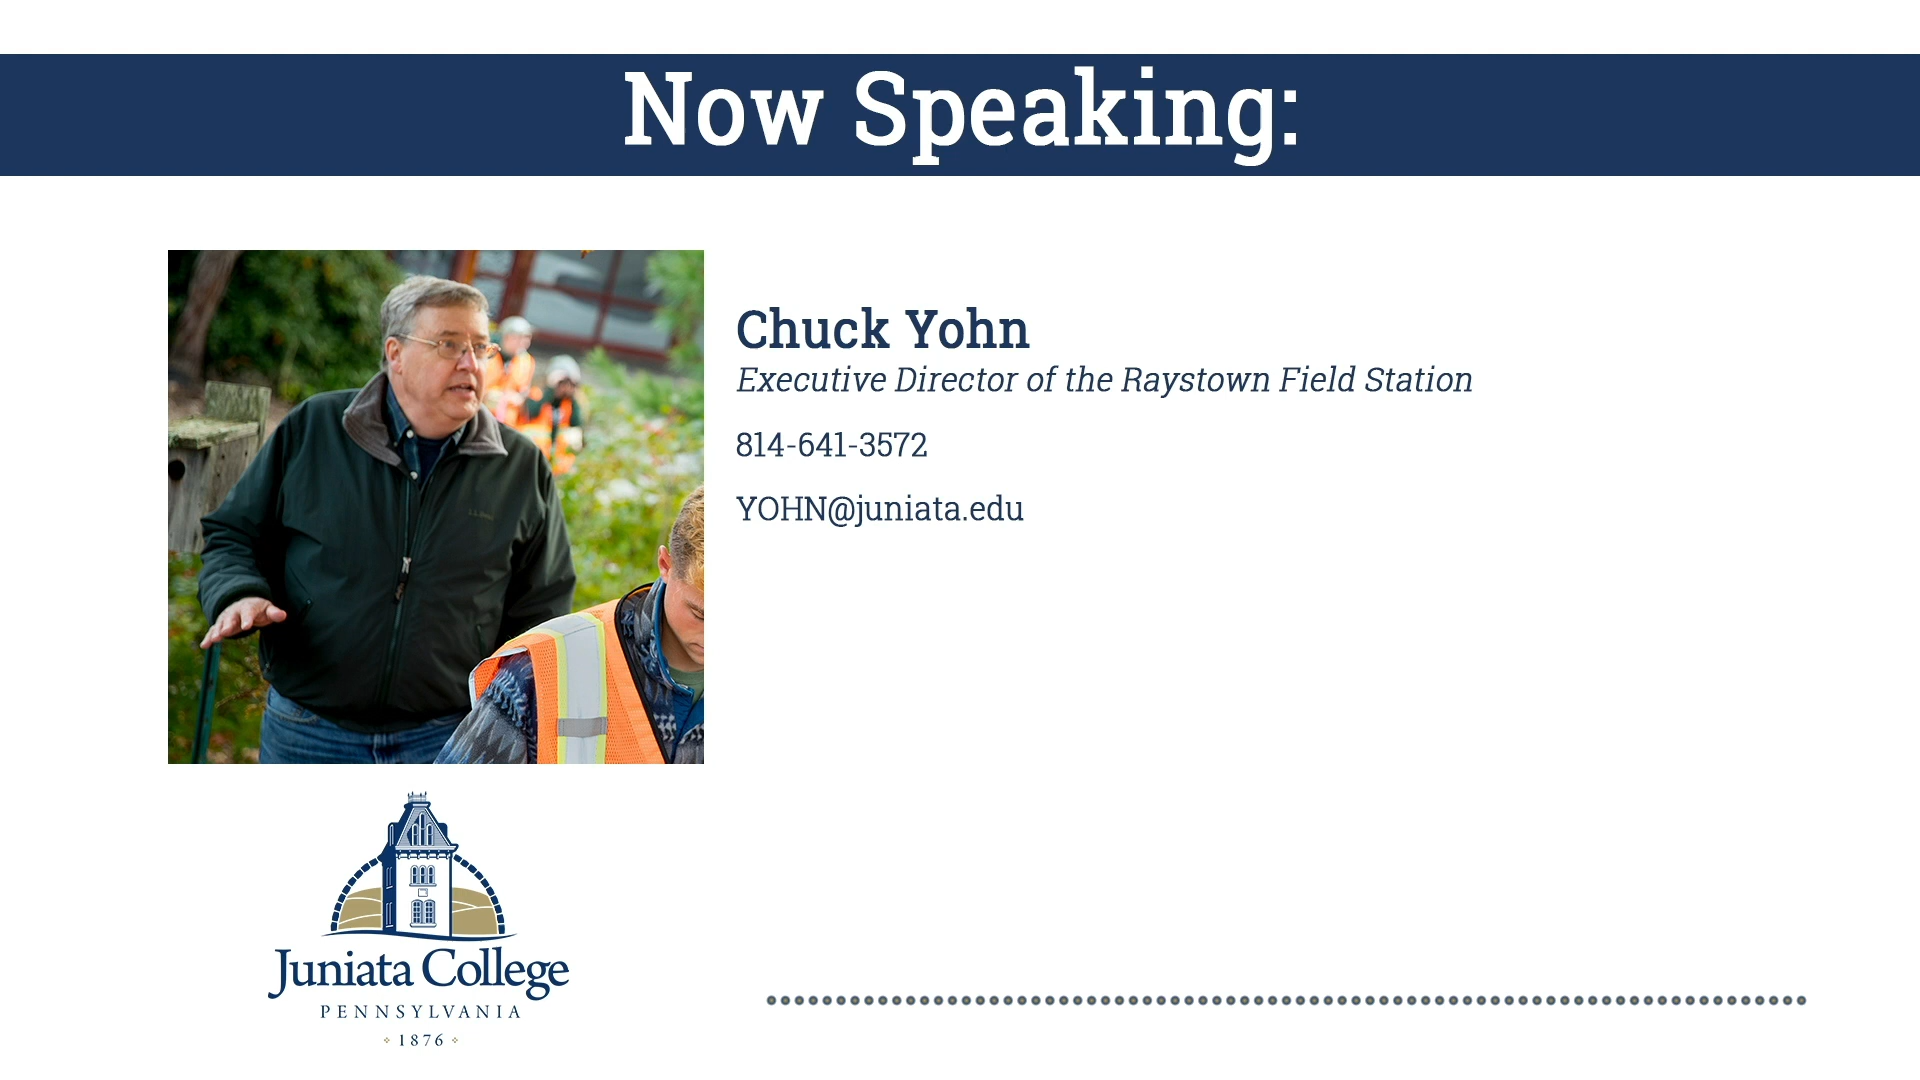 Now Speaking:
Chuck Yohn
Executive Director of the Raystown Field Station
814-641-3572
YOHN@juniata.edu
Juniata College
PENNSYLVANIA
1876